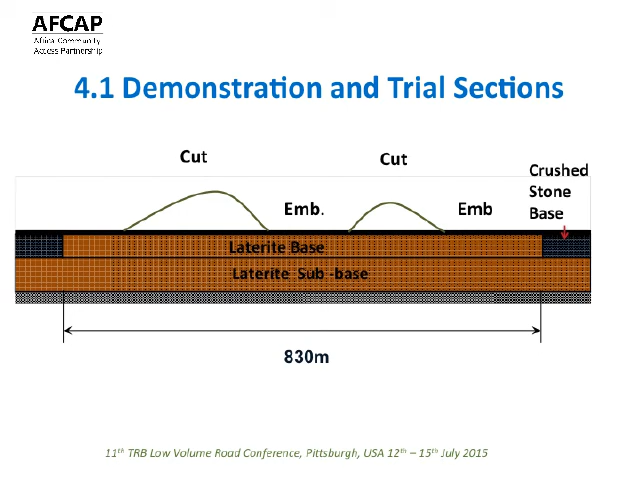 AFCAP
Africa Community
Access Partnership
4.1 Demonstration and Trial Sections
Cut
Cut
Crushed
Stone
Base
Emb.
Emb
Laterite Base
Laterite Sub -base
830m
11th TRB Low Volume Road Conference, Pittsburgh, USA 12th – 15th July 2015